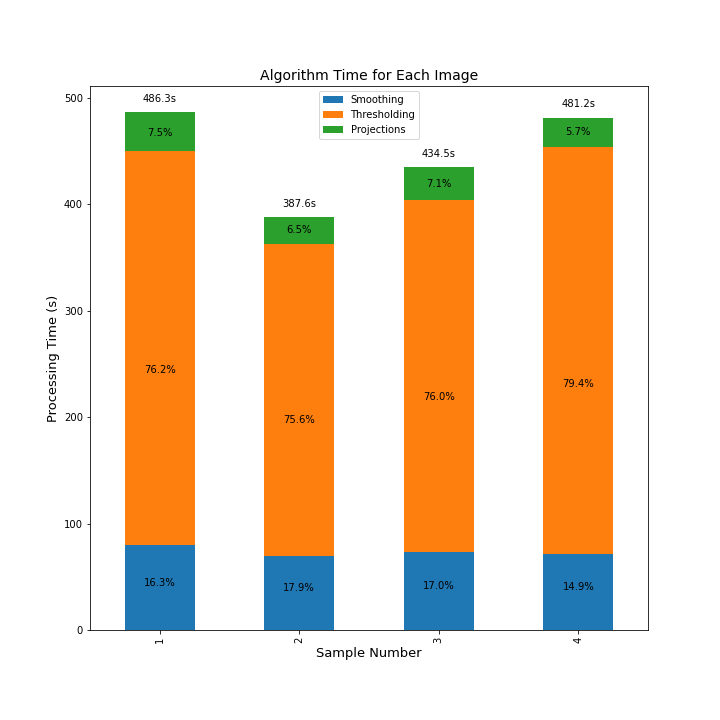 Algorithm Time for Each Image
Smoothing
Thresholding
Projections
486.3s
387.6s
434.5s
481.2s
7.5%
6.5%
7.1%
5.7%
76.2%
75.6%
76.0%
79.4%
16.3%
17.9%
17.0%
14.9%
500
400
300
200
100
0
Processing Time (s)
1
2
3
4
Sample Number